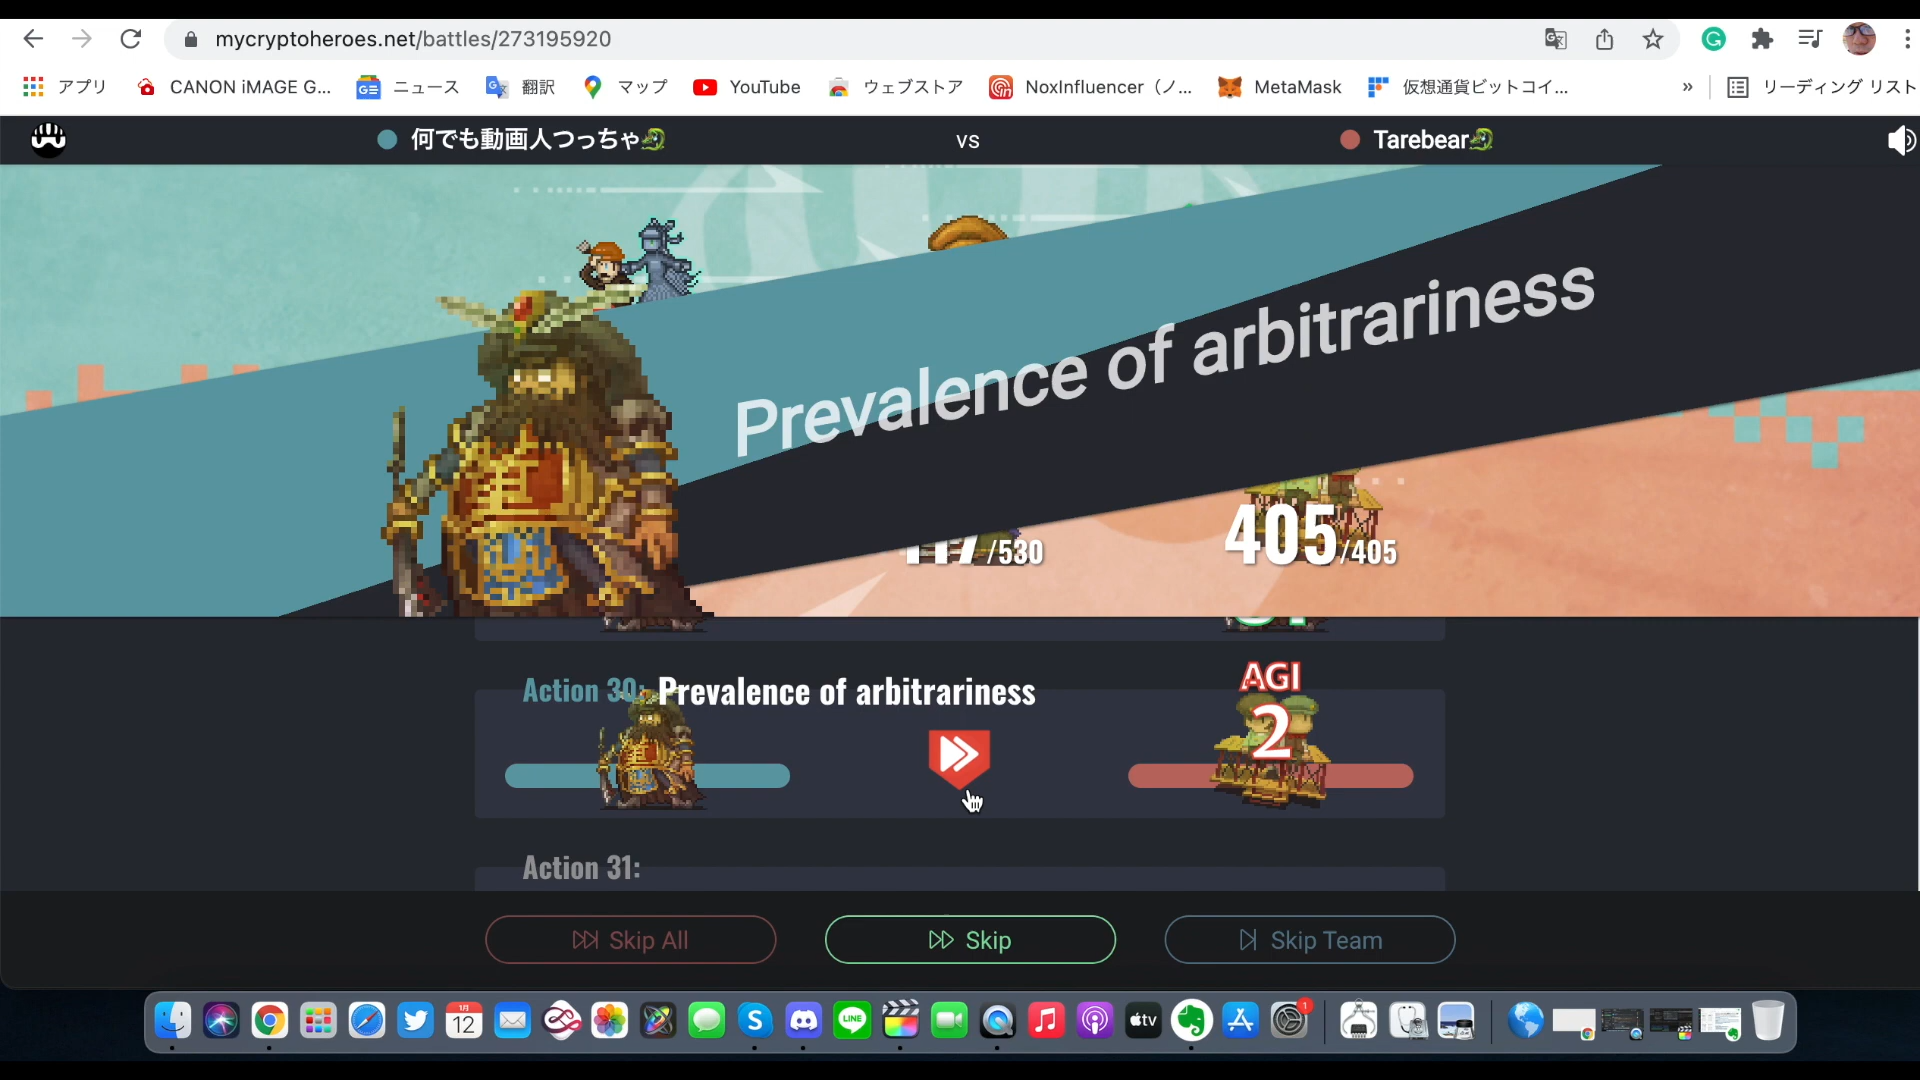 mycryptoheroes.net/battles/273195920
アプリ CANON iMAGE G... ニュース 翻訳 マップ YouTube ウェブストア NoxInfluencer（ノ... MetaMask 仮想通貨ビットコイ... » リーディング リスト
何でも動画人つっちゃ vs Tarebear
Prevalence of arbitrariness
/530 405/405
Action 30: Prevalence of arbitrariness
AGI
2
Action 31:
Skip All Skip Skip Team
12 LINE tv 1